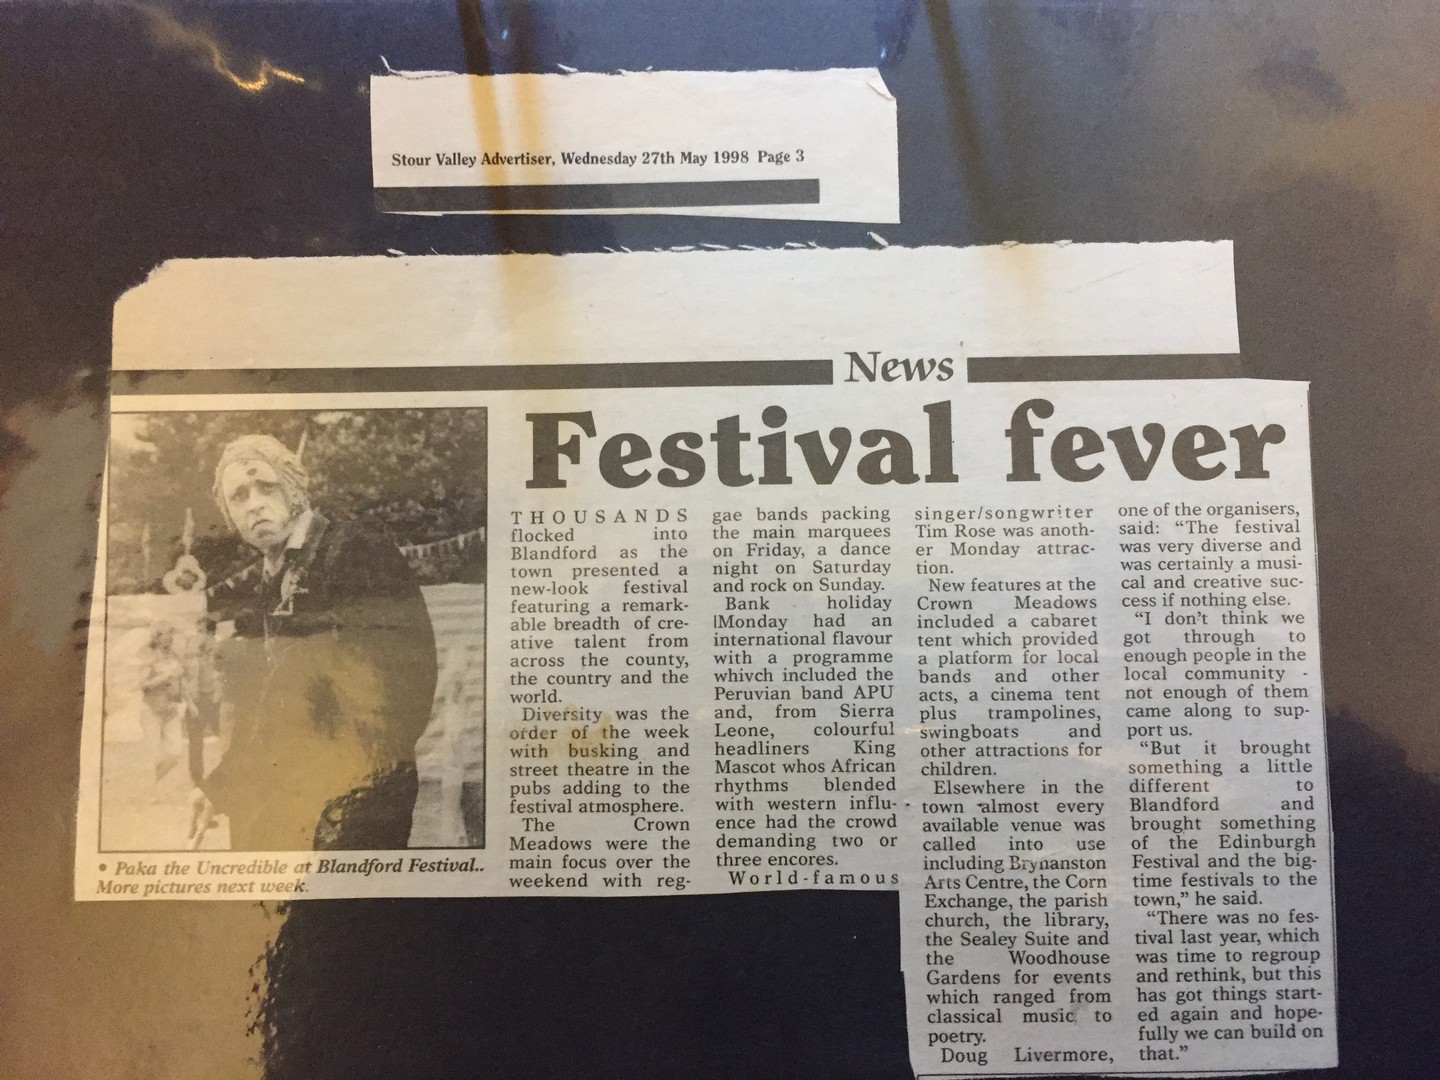 Stour Valley Advertiser, Wednesday 27th May 1998 Page 3
News
Festival fever
THOUSANDS
flocked into
Blandford as the
town presented a
new-look festival
featuring a remark-
able breadth of cre-
ative talent from
across the county,
the country and the
world.
Diversity was the
order of the week
with busking and
street theatre in the
pubs adding to the
festival atmosphere.
The Crown
Meadows were the
main focus over the
weekend with reg-
gae bands packing
the main marquees
on Friday, a dance
night on Saturday
and rock on Sunday.
Bank holiday
Monday had an
international flavour
with a programme
whivch included the
Peruvian band APU
and, from Sierra
Leone, colourful
headliners King
Mascot whos African
rhythms blended
with western influ-
ence had the crowd
demanding two or
three encores.
World-famous
singer/songwriter
Tim Rose was anoth-
er Monday attrac-
tion.
New features at the
Crown Meadows
included a cabaret
tent which provided
a platform for local
bands and other
acts, a cinema tent
plus trampolines,
swingboats and
other attractions for
children.
Elsewhere in the
town almost every
available venue was
called into use
including Brynanston
Arts Centre, the Corn
Exchange, the parish
church, the library,
the Sealey Suite and
the Woodhouse
Gardens for events
which ranged from
classical music to
poetry.
Doug Livermore,
one of the organisers,
said: “The festival
was very diverse and
was certainly a musi-
cal and creative suc-
cess if nothing else.
“I don’t think we
got through to
enough people in the
local community -
not enough of them
came along to sup-
port us.
“But it brought
something a little
different to
Blandford and
brought something
of the Edinburgh
Festival and the big-
time festivals to the
town,” he said.
“There was no fes-
tival last year, which
was time to regroup
and rethink, but this
has got things start-
ed again and hope-
fully we can build on
that.”
• Paka the Uncredible at Blandford Festival..
More pictures next week.